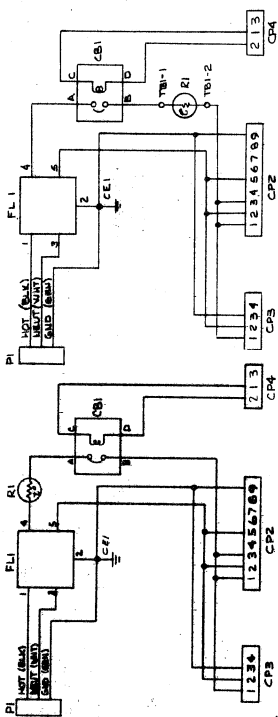 P1
HOT (BLK)
NEUT (WHT)
GND (GRN)
1
3
FL 1
4
5
2
CE1
CB1
A
B
C
D
TB1-1
R1
TB1-2
1 2 3 4
CP3
1 2 3 4 5 6 7 8 9
CP2
2 1 3
CP4
P1
HOT (BLK)
NEUT (WHT)
GND (GRN)
1
3
FL1
4
5
2
CE1
R1
CB1
A
B
C
D
1 2 3 4
CP3
1 2 3 4 5 6 7 8 9
CP2
2 1 3
CP4